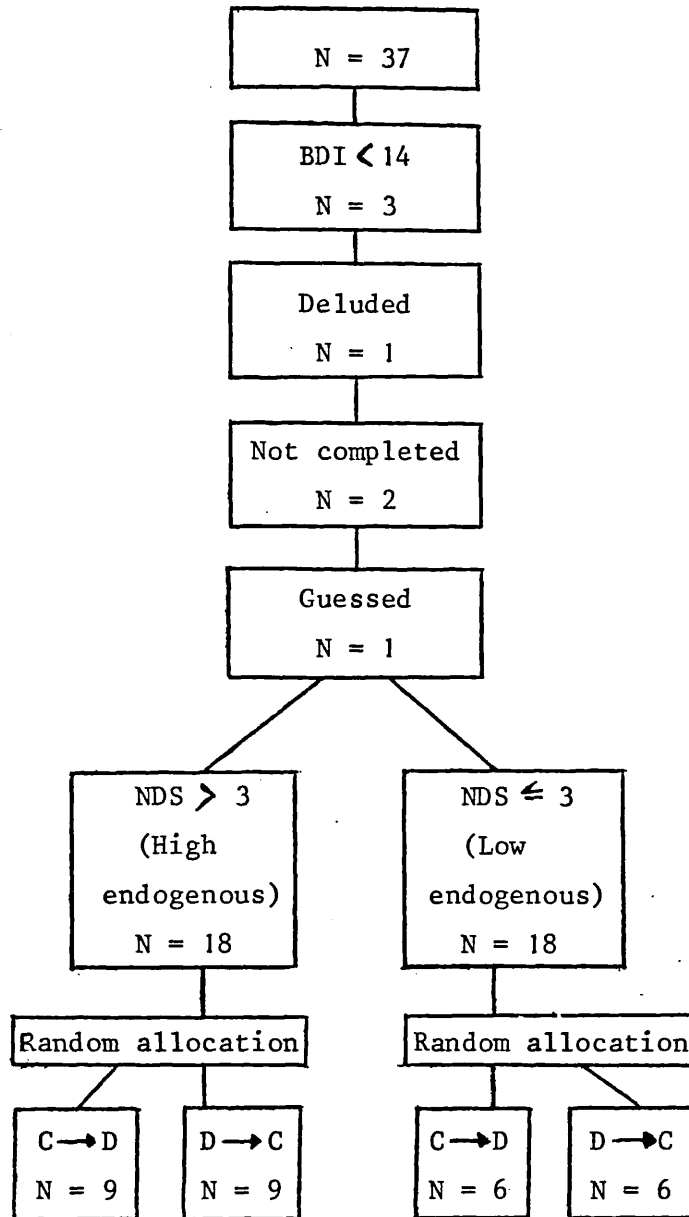 N = 37
BDI < 14
N = 3
Deluded
N = 1
Not completed
N = 2
Guessed
N = 1
NDS > 3
(High
endogenous)
N = 18
NDS ≤ 3
(Low
endogenous)
N = 18
Random allocation
Random allocation
C → D
N = 9
D → C
N = 9
C → D
N = 6
D → C
N = 6